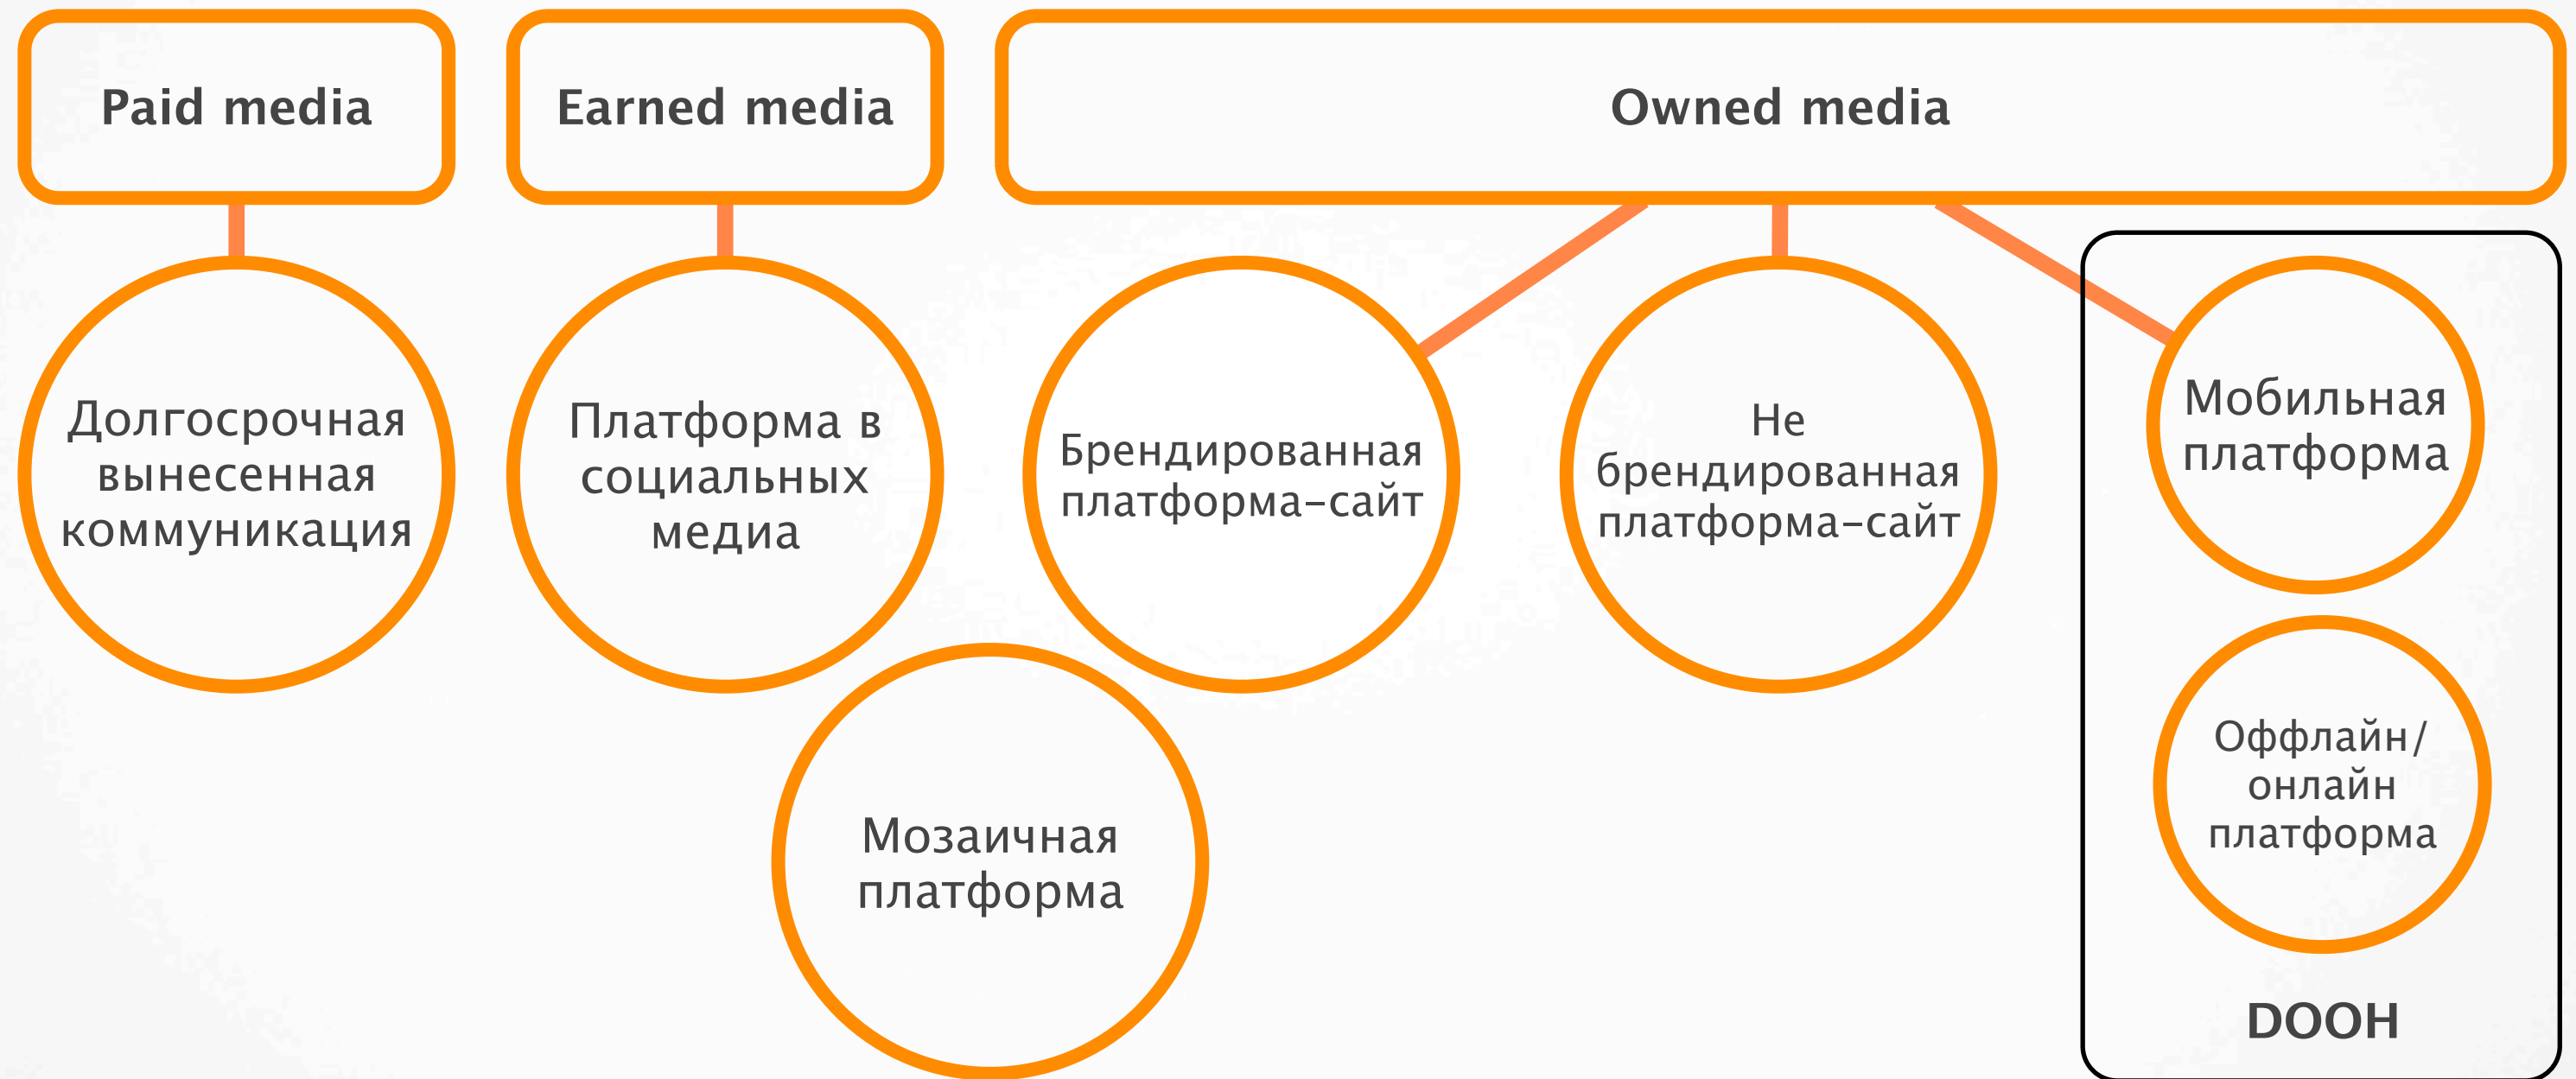 Paid media
Earned media
Owned media
Долгосрочная
вынесенная
коммуникация
Платформа в
социальных
медиа
Брендированная
платформа-сайт
Не
брендированная
платформа-сайт
Мобильная
платформа
Мозаичная
платформа
Оффлайн/
онлайн
платформа
DOOH